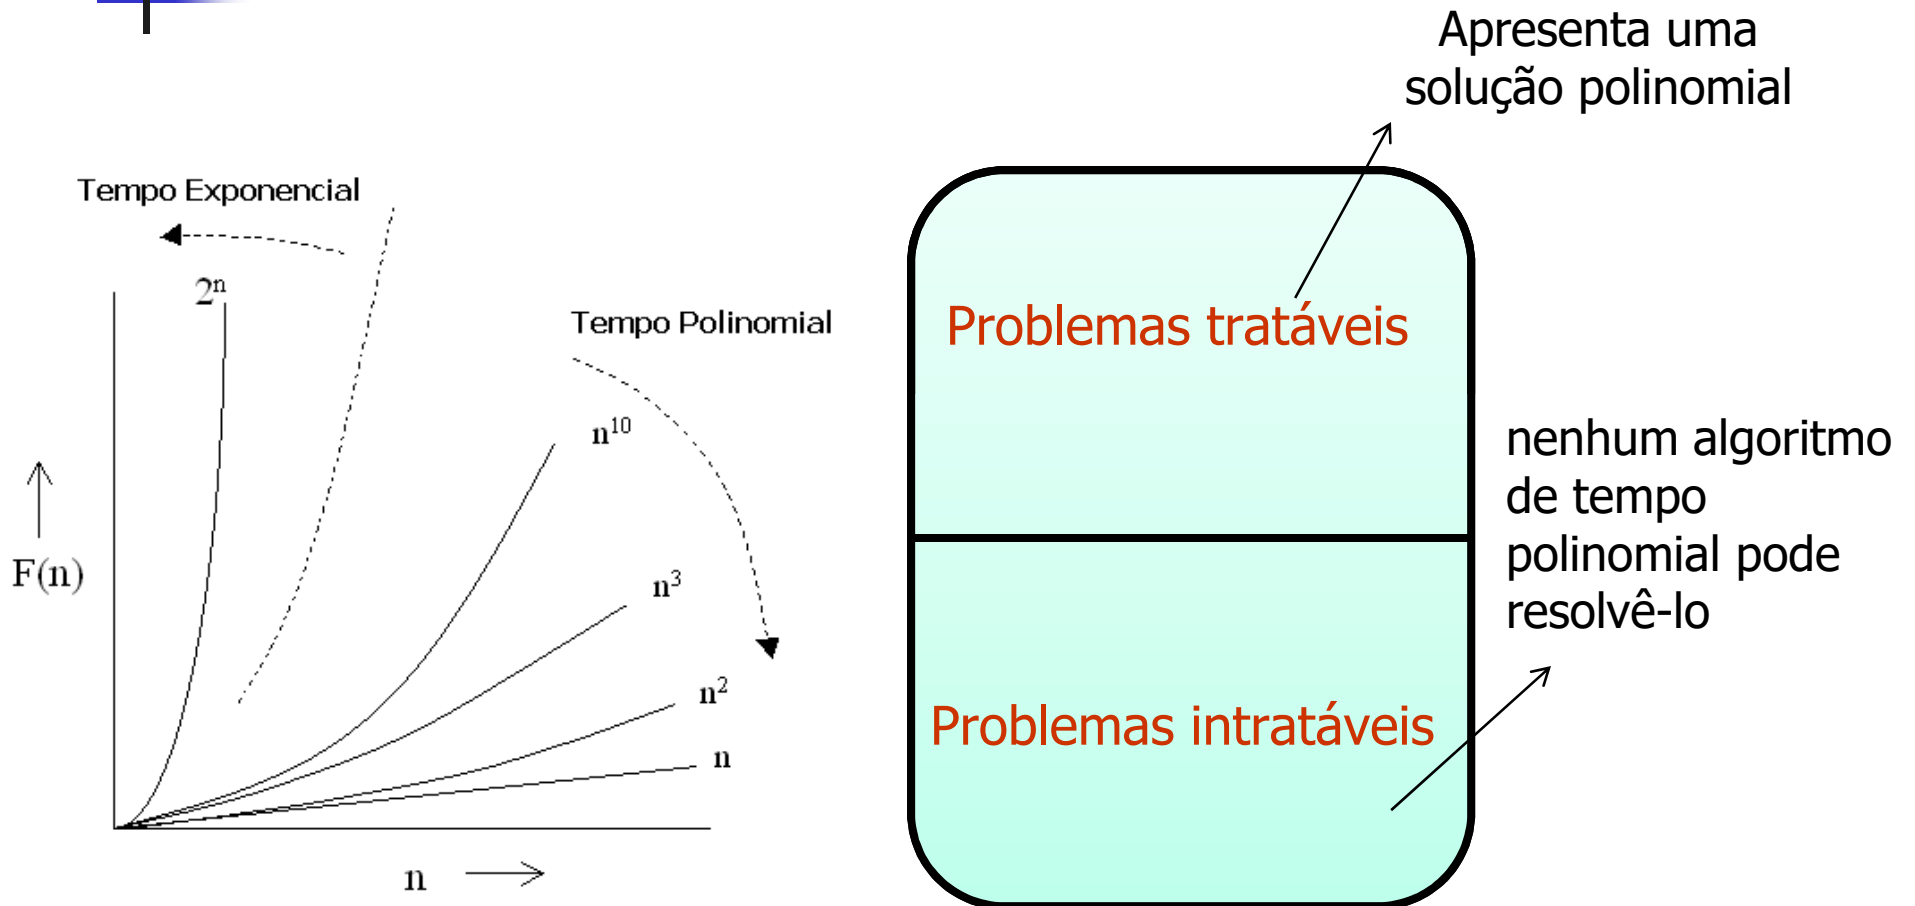 Apresenta uma
solução polinomial
Tempo Exponencial
2ⁿ
Tempo Polinomial
Problemas tratáveis
n¹⁰
nenhum algoritmo
de tempo
polinomial pode
resolvê-lo
F(n)
n³
n²
Problemas intratáveis
n
n